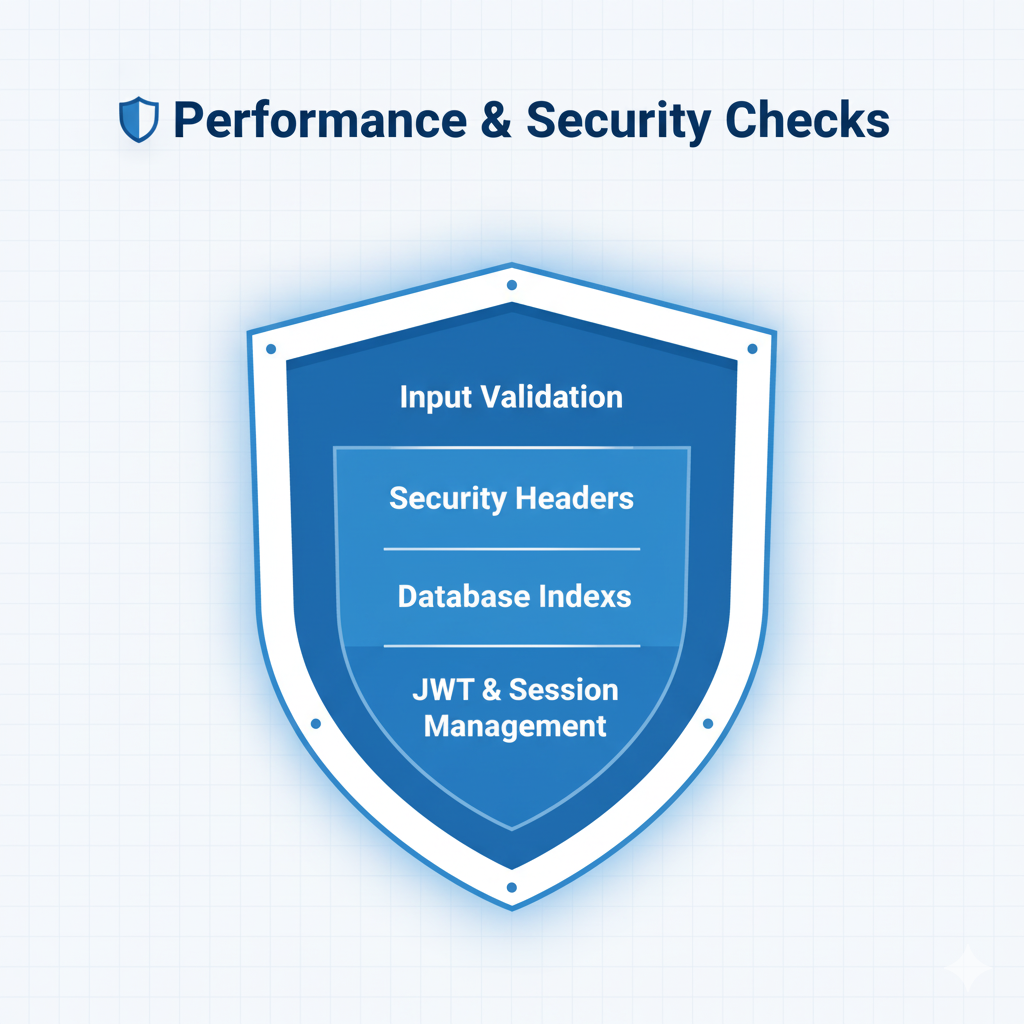 Performance & Security Checks
Input Validation
Security Headers
Database Indexs
JWT & Session
Management